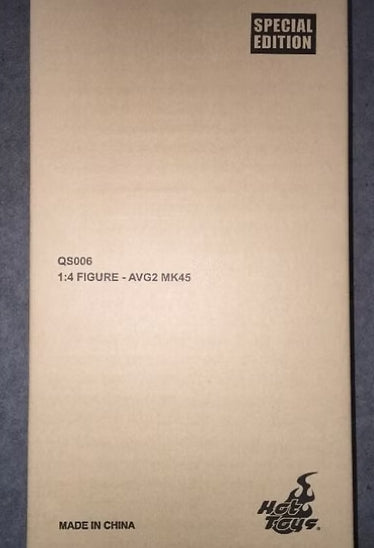 SPECIAL
EDITION
QS006
1:4 FIGURE - AVG2 MK45
Hot
Toys
MADE IN CHINA